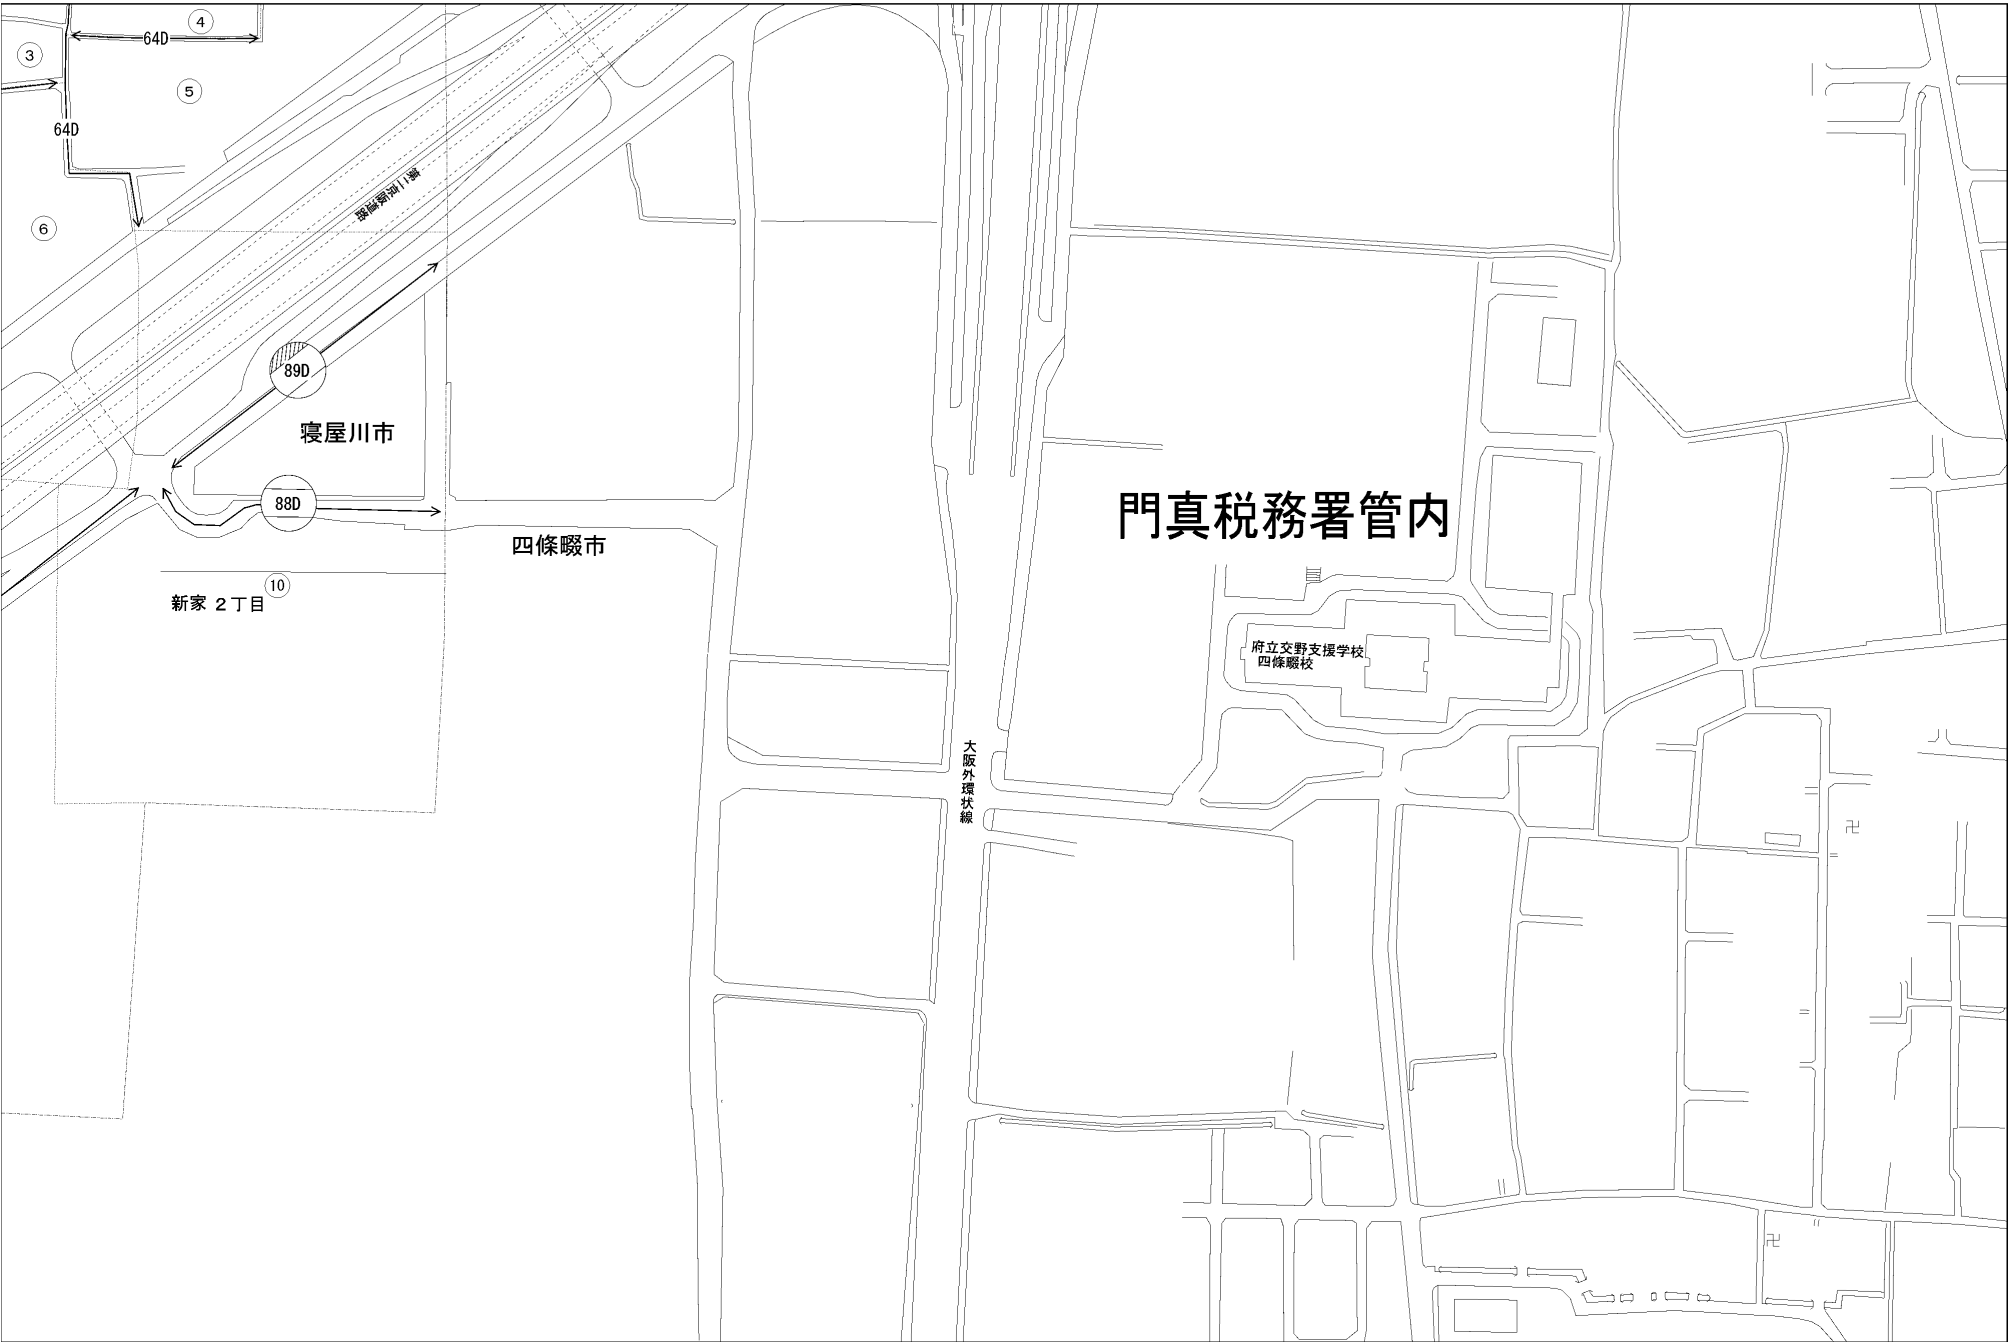 ④
64D
③
⑤
64D
第二京阪道路
⑥
89D
寝屋川市
88D
門真税務署管内
四條畷市
⑩
新家 2丁目
府立交野支援学校
四條畷校
大阪外環状線